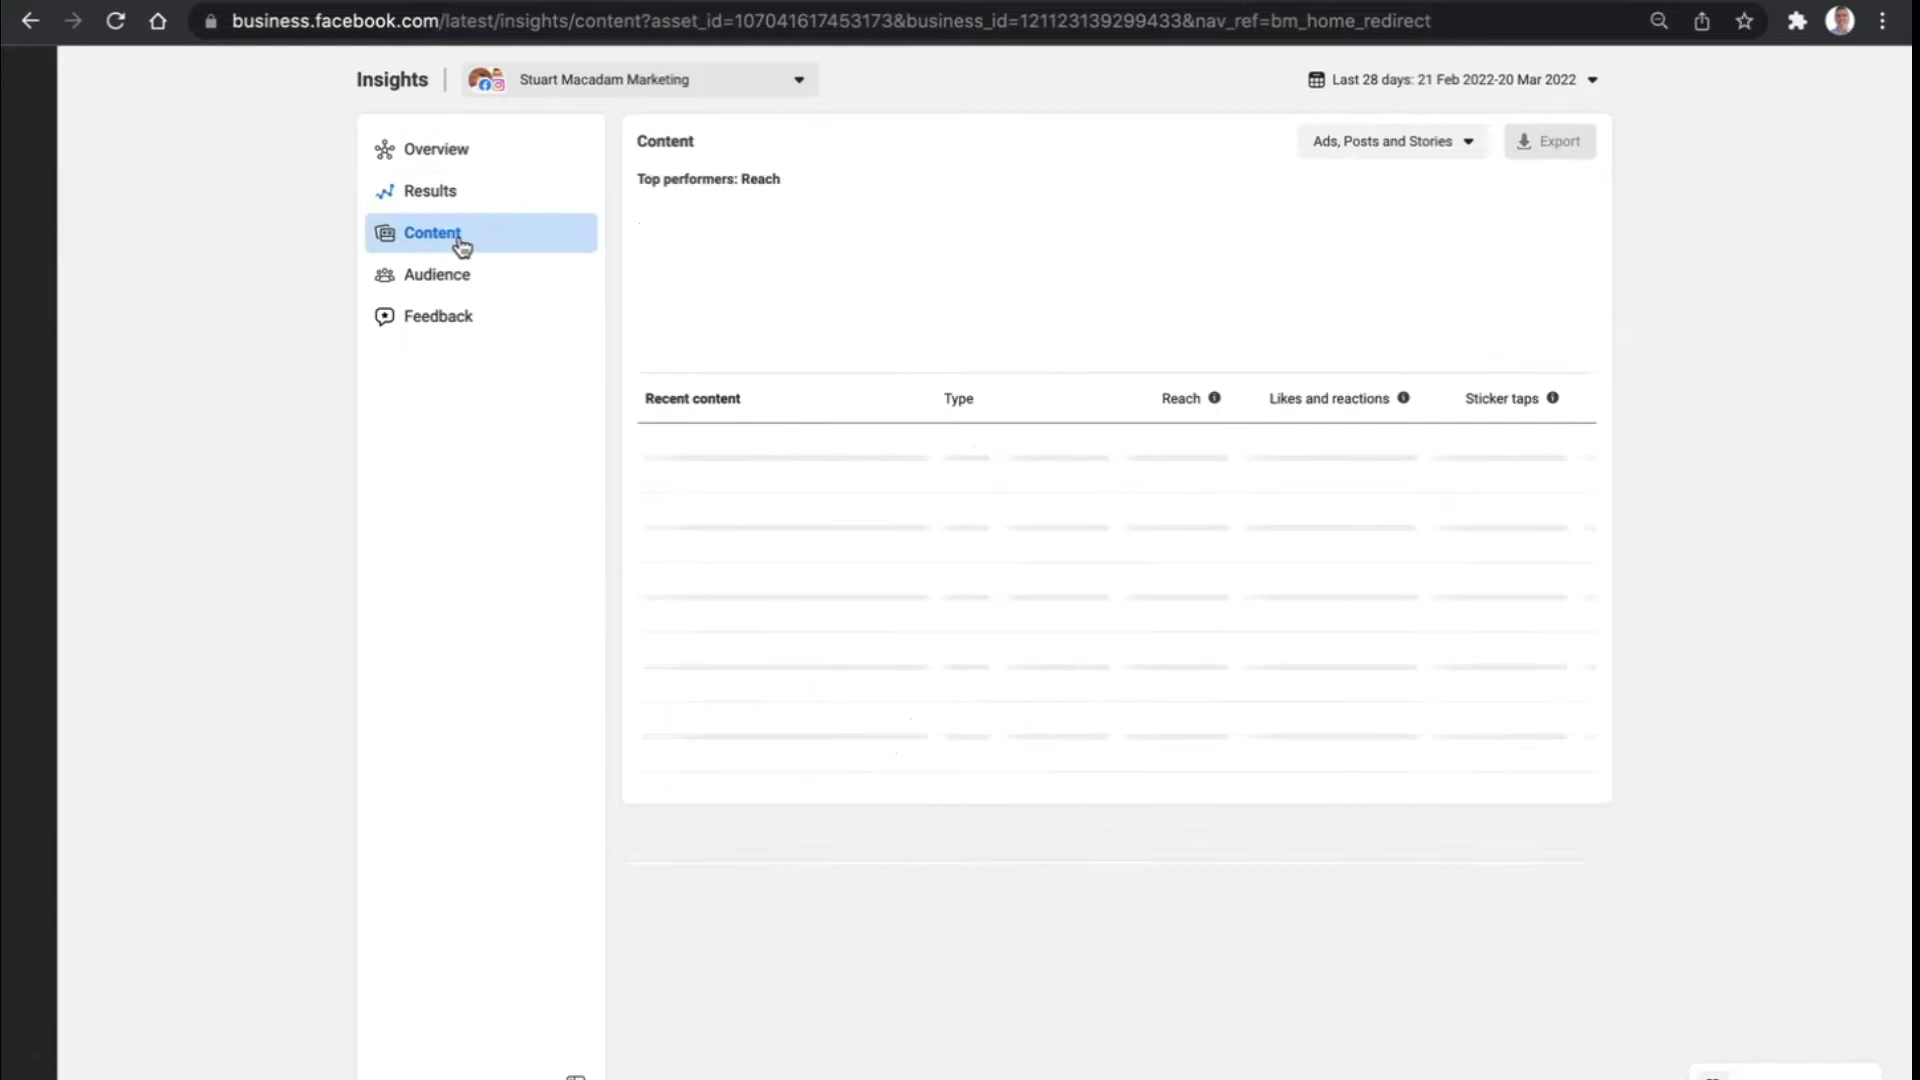 business.facebook.com/latest/insights/content?asset_id=107041617453173&business_id=121123139299433&nav_ref=bm_home_redirect
Insights
Stuart Macadam Marketing
Last 28 days: 21 Feb 2022-20 Mar 2022
Overview
Results
Content
Audience
Feedback
Content
Ads, Posts and Stories
Export
Top performers: Reach
Recent content
Type
Reach
Likes and reactions
Sticker taps